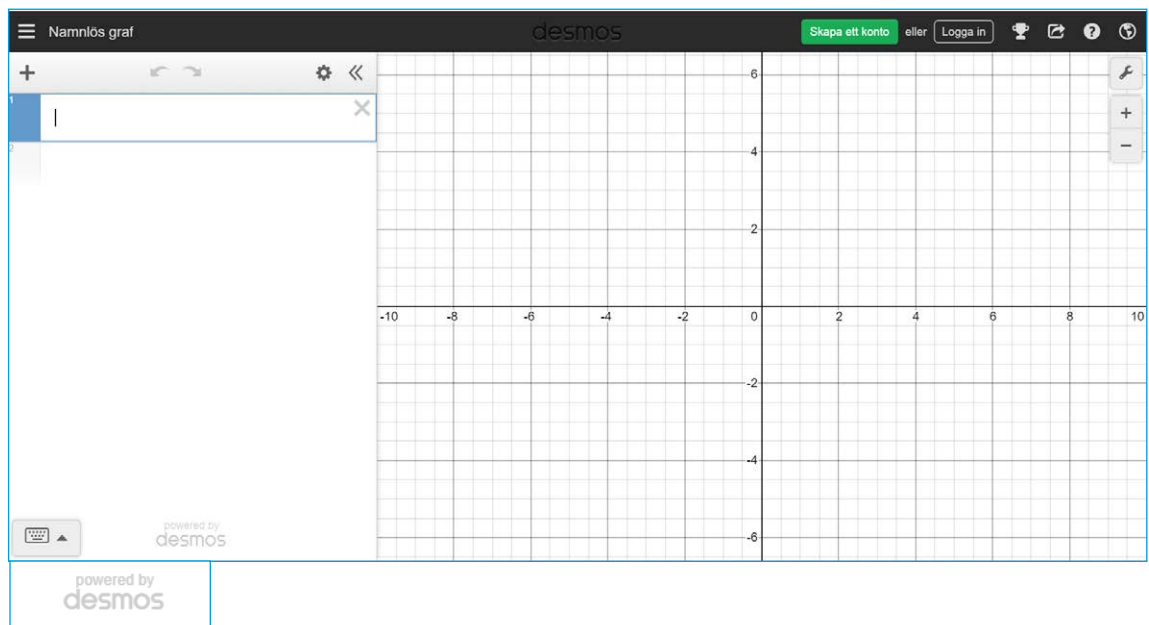 Namnlös graf
desmos
Skapa ett konto eller Logga in
1
2
6
4
2
-10 -8 -6 -4 -2 0 2 4 6 8 10
-2
-4
-6
powered by
desmos
powered by
desmos